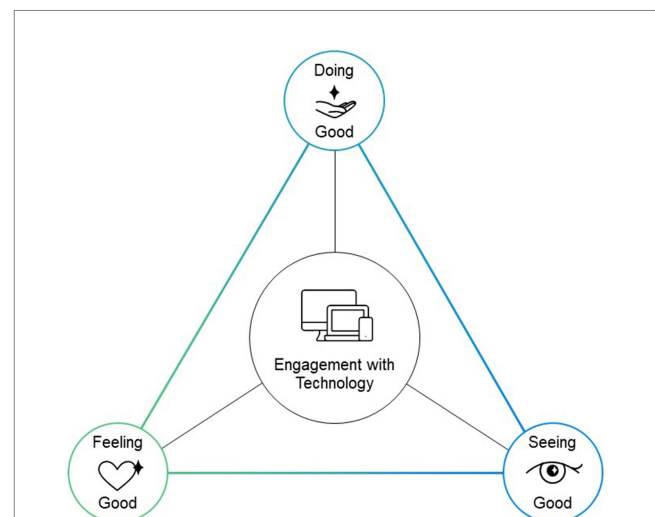 Doing
Good
Engagement with
Technology
Feeling
Good
Seeing
Good